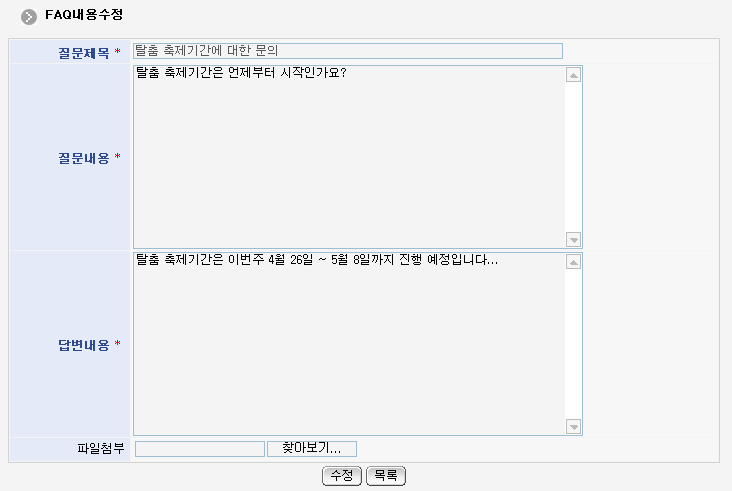 FAQ내용수정
질문제목 *
탈춤 축제기간에 대한 문의
질문내용 *
탈춤 축제기간은 언제부터 시작인가요?
답변내용 *
탈춤 축제기간은 이번주 4월 26일 ~ 5월 8일까지 진행 예정입니다...
파일첨부
찾아보기...
수정 목록